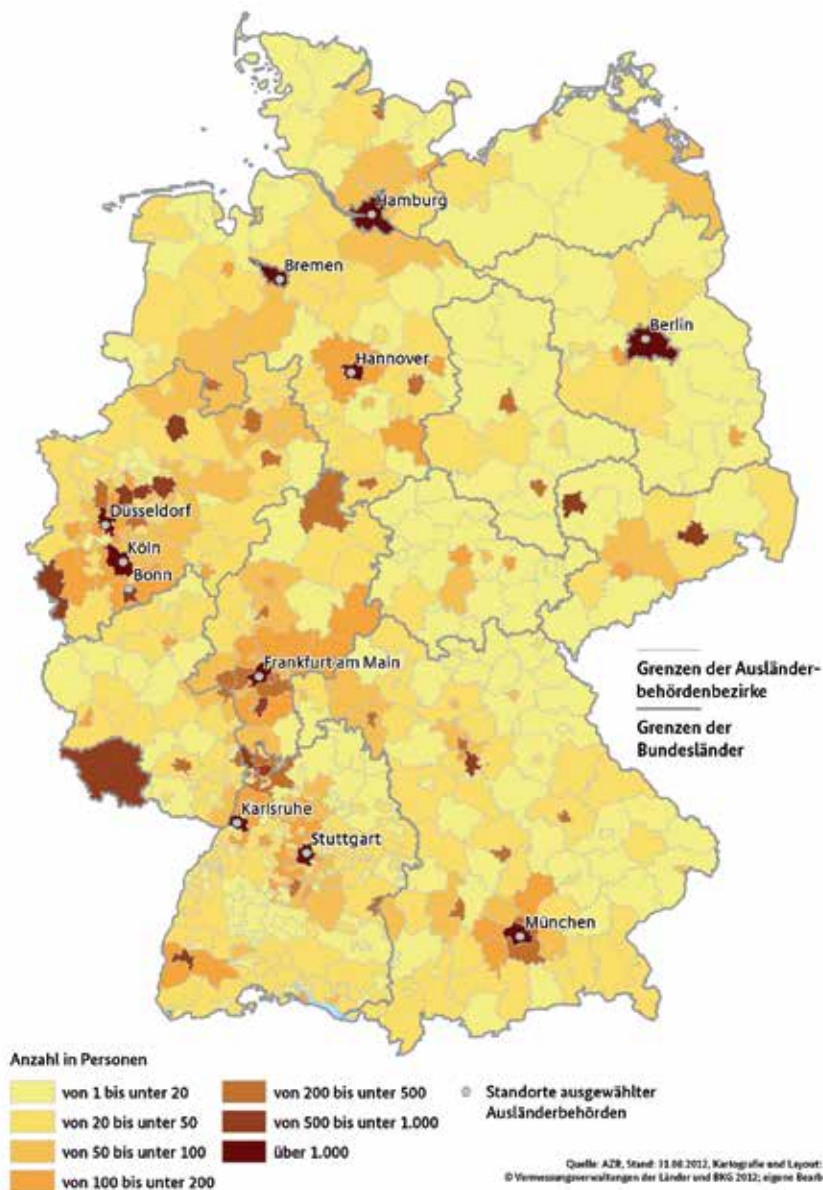 Hamburg
Bremen
Berlin
Hannover
Düsseldorf
Köln
Bonn
Frankfurt am Main
Grenzen der Ausländer-
behördenbezirke
Grenzen der
Bundesländer
Karlsruhe
Stuttgart
München
Anzahl in Personen
von 1 bis unter 20
von 20 bis unter 50
von 50 bis unter 100
von 100 bis unter 200
von 200 bis unter 500
von 500 bis unter 1.000
über 1.000
Standorte ausgewählter
Ausländerbehörden
Quelle: AZR, Stand: 31.08.2012, Kartografie und Layout:
© Vermessungsverwaltungen der Länder und BKG 2012; eigene Bearb